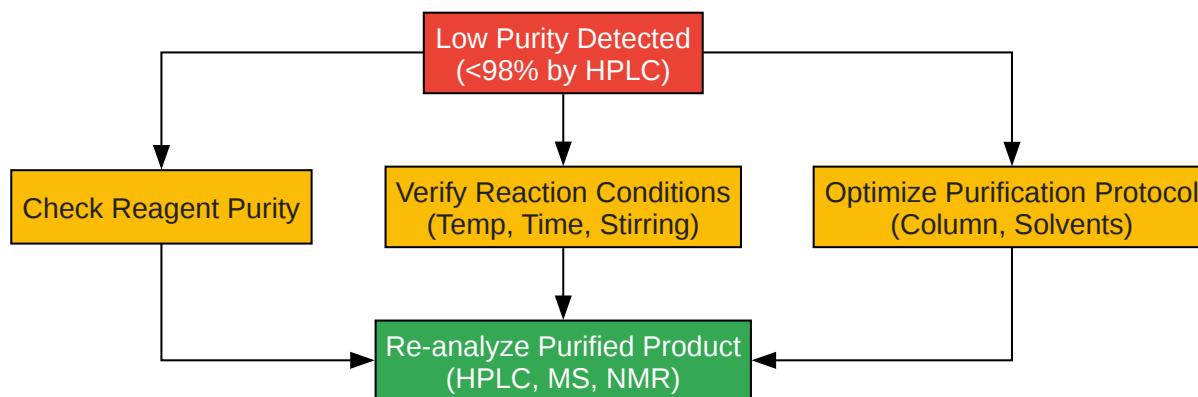 Low Purity Detected
(<98% by HPLC)
Check Reagent Purity
Verify Reaction Conditions
(Temp, Time, Stirring)
Optimize Purification Protocol
(Column, Solvents)
Re-analyze Purified Product
(HPLC, MS, NMR)